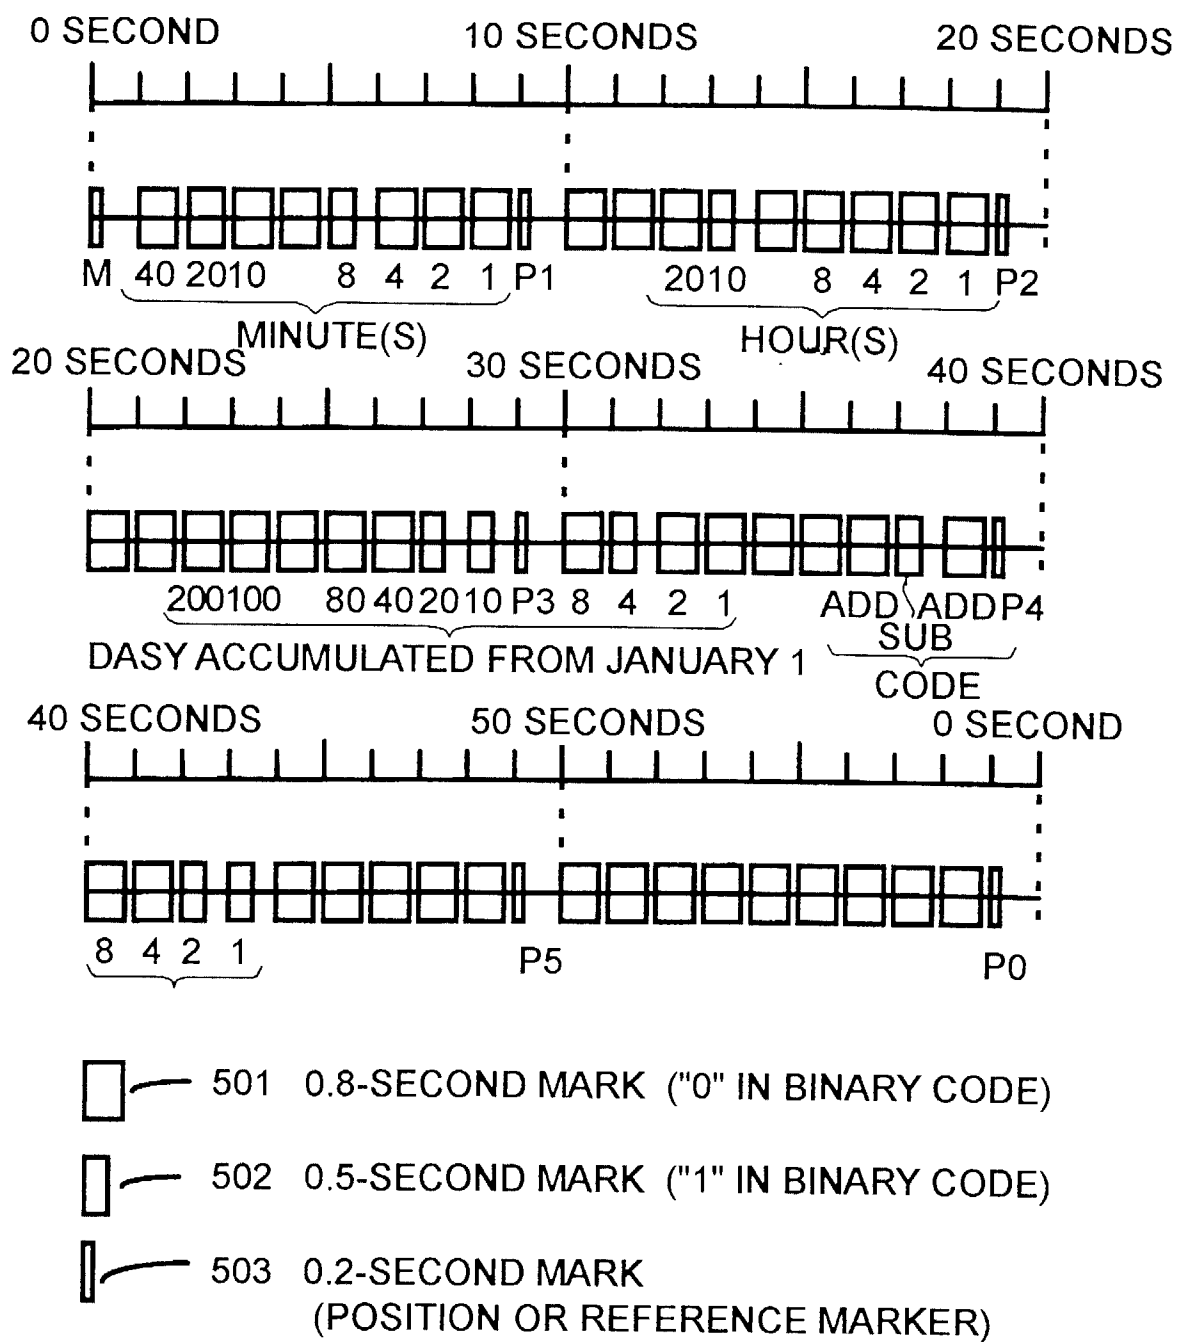 0 SECOND 10 SECONDS 20 SECONDS
M 40 2010 8 4 2 1 P1 2010 8 4 2 1 P2
MINUTE(S) HOUR(S)
20 SECONDS 30 SECONDS 40 SECONDS
200100 80 40 20 10 P3 8 4 2 1 ADD ADD P4
SUB
DASY ACCUMULATED FROM JANUARY 1
CODE
40 SECONDS 50 SECONDS 0 SECOND
8 4 2 1 P5 P0
501 0.8-SECOND MARK ("0" IN BINARY CODE)
502 0.5-SECOND MARK ("1" IN BINARY CODE)
503 0.2-SECOND MARK
(POSITION OR REFERENCE MARKER)